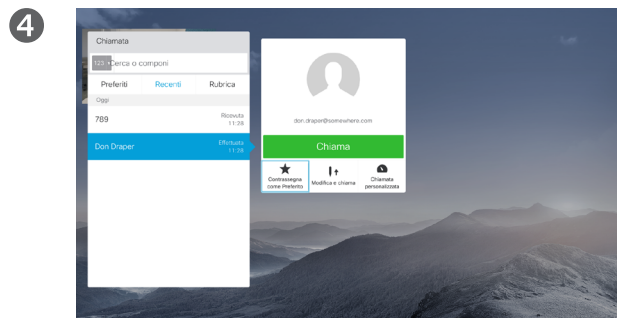 4
Chiamata
123
Cerca o componi
Preferiti Recenti Rubrica
Oggi
789
Ricevuta
11:29
Don Draper
Effettuata
11:28
don.draper@somewhere.com
Chiama
Contrassegna
come Preferito
Modifica e chiama
Chiamata
personalizzata